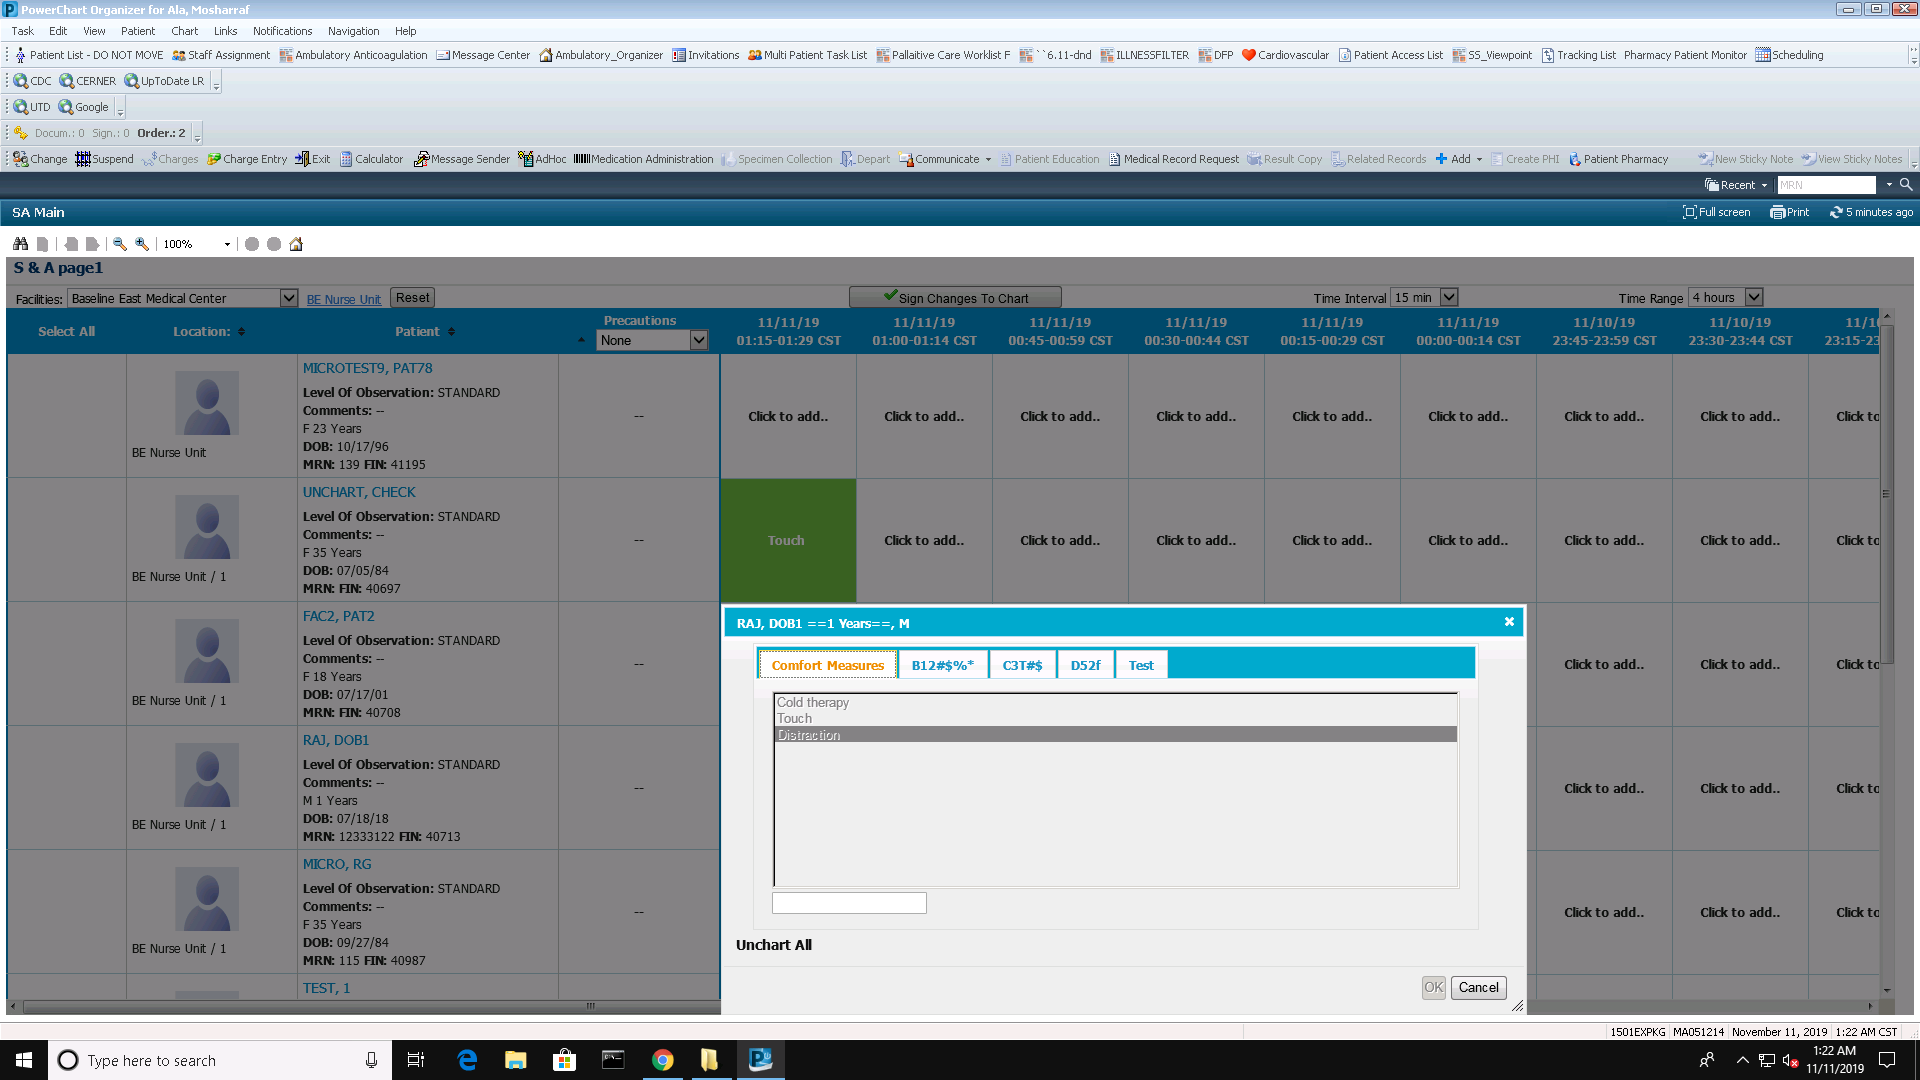 PowerChart Organizer for Ala, Mosharraf
Task Edit View Patient Chart Links Notifications Navigation Help
Patient List - DO NOT MOVE Staff Assignment Ambulatory Anticoagulation Message Center Ambulatory_Organizer Invitations Multi Patient Task List Pallaitive Care Worklist F ``6.11-dnd ILLNESSFILTER DFP Cardiovascular Patient Access List SS_Viewpoint Tracking List Pharmacy Patient Monitor Scheduling
CDC CERNER UpToDate LR
UTD Google
Docum.: 0 Sign.: 0 Order.: 2
Change Suspend Charges Charge Entry Exit Calculator Message Sender AdHoc Medication Administration Specimen Collection Depart Communicate Patient Education Medical Record Request Result Copy Related Records Add Create PHI Patient Pharmacy New Sticky Note View Sticky Notes
Recent MRN
SA Main Full screen Print 5 minutes ago
100%
S & A page1
Facilities: Baseline East Medical Center BE Nurse Unit Reset Sign Changes To Chart Time Interval 15 min Time Range 4 hours
Select All Location: Patient Precautions None
11/11/19 11/11/19 11/11/19 11/11/19 11/11/19 11/11/19 11/10/19 11/10/19 11/1
01:15-01:29 CST 01:00-01:14 CST 00:45-00:59 CST 00:30-00:44 CST 00:15-00:29 CST 00:00-00:14 CST 23:45-23:59 CST 23:30-23:44 CST 23:15-23
MICROTEST9, PAT78
Level Of Observation: STANDARD
Comments: --
F 23 Years
DOB: 10/17/96
MRN: 139 FIN: 41195
BE Nurse Unit
--
Click to add.. Click to add.. Click to add.. Click to add.. Click to add.. Click to add.. Click to add.. Click to add.. Click to
UNCHART, CHECK
Level Of Observation: STANDARD
Comments: --
F 35 Years
DOB: 07/05/84
MRN: FIN: 40697
BE Nurse Unit / 1
--
Touch Click to add.. Click to add.. Click to add.. Click to add.. Click to add.. Click to add.. Click to add.. Click to
FAC2, PAT2
Level Of Observation: STANDARD
Comments: --
F 18 Years
DOB: 07/17/01
MRN: FIN: 40708
BE Nurse Unit / 1
--
Click to add.. Click to add.. Click to
RAJ, DOB1
Level Of Observation: STANDARD
Comments: --
M 1 Years
DOB: 07/18/18
MRN: 12333122 FIN: 40713
BE Nurse Unit / 1
--
Click to add.. Click to add.. Click to
MICRO, RG
Level Of Observation: STANDARD
Comments: --
F 35 Years
DOB: 09/27/84
MRN: 115 FIN: 40987
BE Nurse Unit / 1
--
Click to add.. Click to add.. Click to
TEST, 1
RAJ, DOB1 ==1 Years==, M
Comfort Measures B12#$%* C3T#$ D52f Test
Cold therapy
Touch
Distraction
Unchart All
OK Cancel
1501EXPKG MA051214 November 11, 2019 1:22 AM CST
Type here to search
1:22 AM
11/11/2019